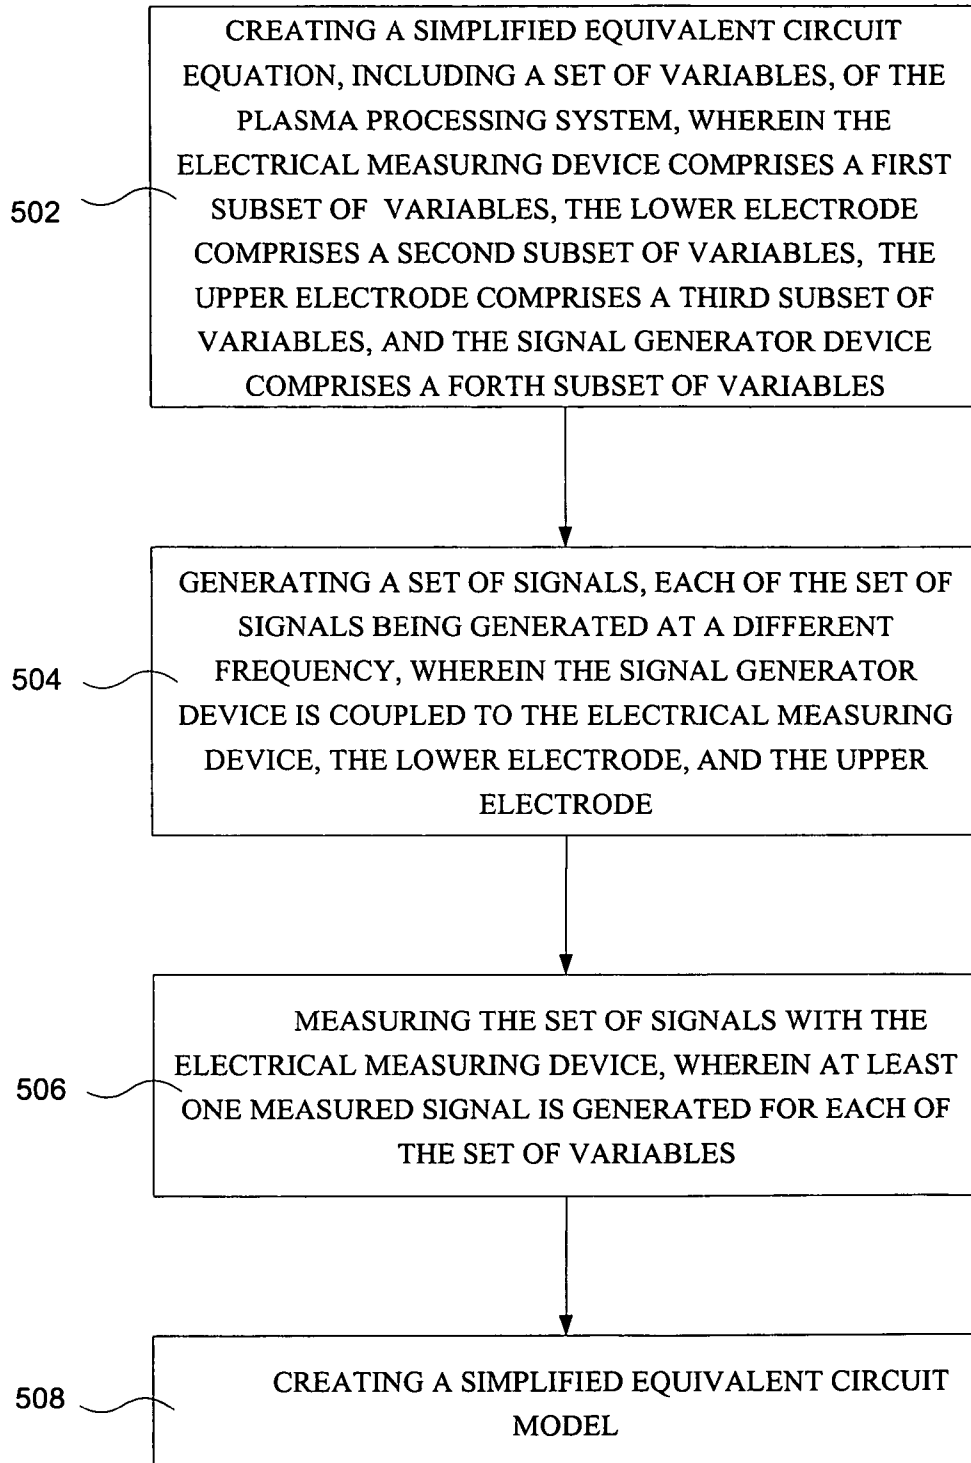 CREATING A SIMPLIFIED EQUIVALENT CIRCUIT
EQUATION, INCLUDING A SET OF VARIABLES, OF THE
PLASMA PROCESSING SYSTEM, WHEREIN THE
ELECTRICAL MEASURING DEVICE COMPRISES A FIRST
SUBSET OF VARIABLES, THE LOWER ELECTRODE
COMPRISES A SECOND SUBSET OF VARIABLES, THE
UPPER ELECTRODE COMPRISES A THIRD SUBSET OF
VARIABLES, AND THE SIGNAL GENERATOR DEVICE
COMPRISES A FORTH SUBSET OF VARIABLES
502
GENERATING A SET OF SIGNALS, EACH OF THE SET OF
SIGNALS BEING GENERATED AT A DIFFERENT
FREQUENCY, WHEREIN THE SIGNAL GENERATOR
DEVICE IS COUPLED TO THE ELECTRICAL MEASURING
DEVICE, THE LOWER ELECTRODE, AND THE UPPER
ELECTRODE
504
MEASURING THE SET OF SIGNALS WITH THE
ELECTRICAL MEASURING DEVICE, WHEREIN AT LEAST
ONE MEASURED SIGNAL IS GENERATED FOR EACH OF
THE SET OF VARIABLES
506
CREATING A SIMPLIFIED EQUIVALENT CIRCUIT
MODEL
508